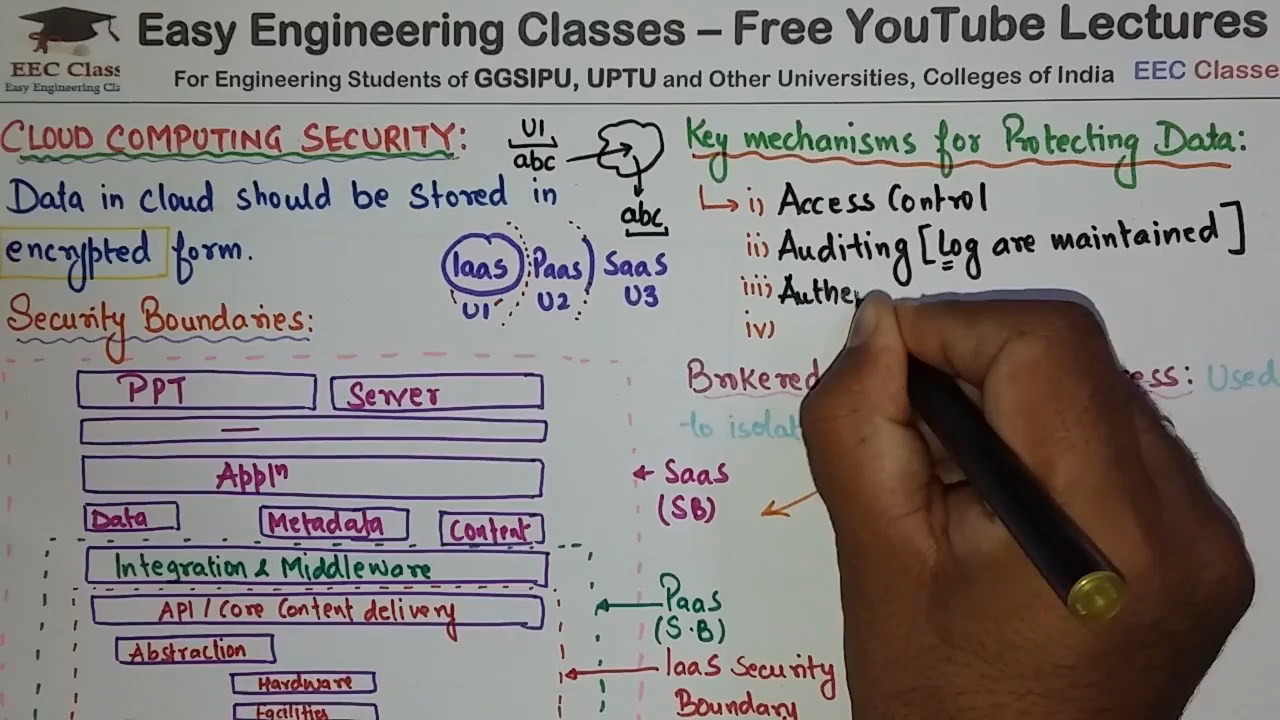 Easy Engineering Classes – Free YouTube Lectures
EEC Class
Easy Engineering Cla
For Engineering Students of GGSIPU, UPTU and Other Universities, Colleges of India EEC Classe
CLOUD COMPUTING SECURITY:
U1
abc
abc
Data in cloud should be stored in
encrypted form.
Iaas Paas SaaS
U1 U2 U3
Security Boundaries:
PPT Server
Appln
Data Metadata Content
Integration & Middleware
API / Core Content delivery
Abstraction
Hardware
Facilities
SaaS
(SB)
PaaS
(S.B)
IaaS Security
Boundary
Key mechanisms for Protecting Data:
i) Access Control
ii) Auditing [Log are maintained]
iii) Authe
iv)
Brokered ess: Used
to isolat